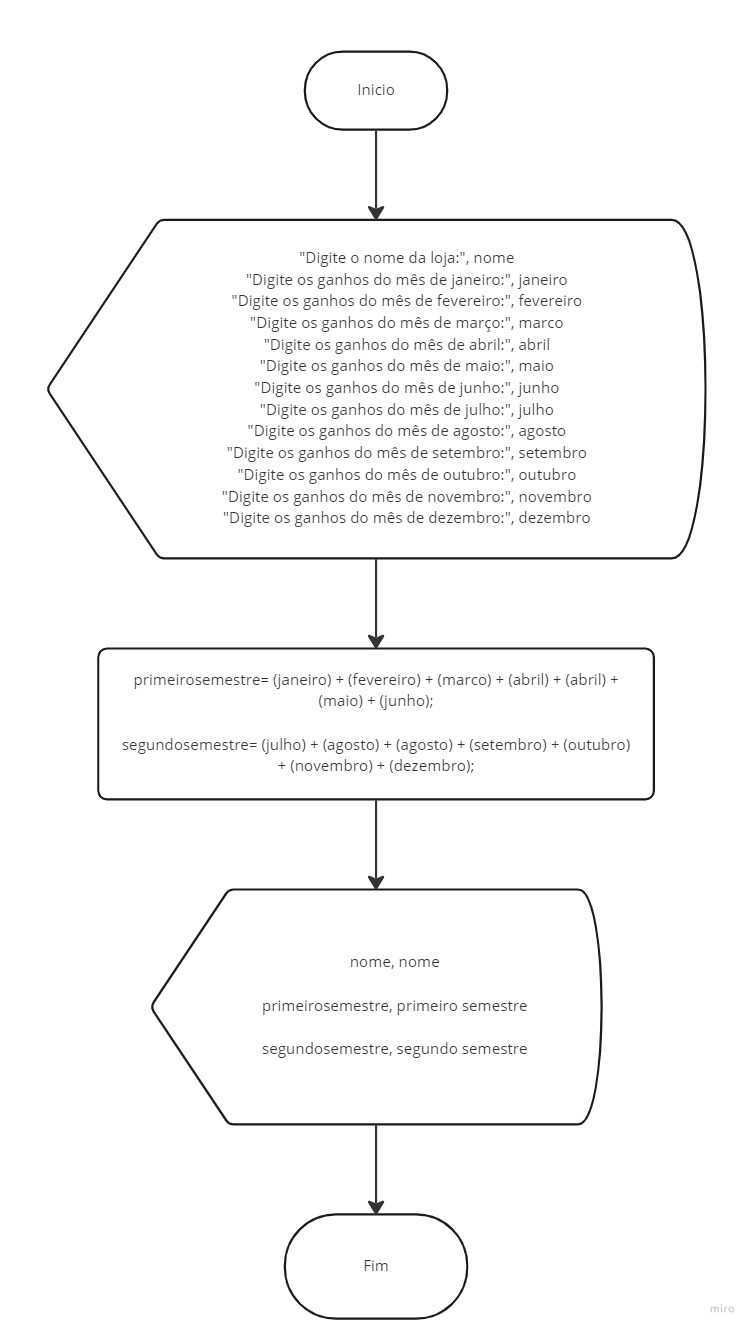 Inicio
"Digite o nome da loja:", nome
"Digite os ganhos do mês de janeiro:", janeiro
"Digite os ganhos do mês de fevereiro:", fevereiro
"Digite os ganhos do mês de março:", marco
"Digite os ganhos do mês de abril:", abril
"Digite os ganhos do mês de maio:", maio
"Digite os ganhos do mês de junho:", junho
"Digite os ganhos do mês de julho:", julho
"Digite os ganhos do mês de agosto:", agosto
"Digite os ganhos do mês de setembro:", setembro
"Digite os ganhos do mês de outubro:", outubro
"Digite os ganhos do mês de novembro:", novembro
"Digite os ganhos do mês de dezembro:", dezembro
primeirosemestre= (janeiro) + (fevereiro) + (marco) + (abril) + (abril) +
(maio) + (junho);
segundosemestre= (julho) + (agosto) + (agosto) + (setembro) + (outubro)
+ (novembro) + (dezembro);
nome, nome
primeirosemestre, primeiro semestre
segundosemestre, segundo semestre
Fim
miro